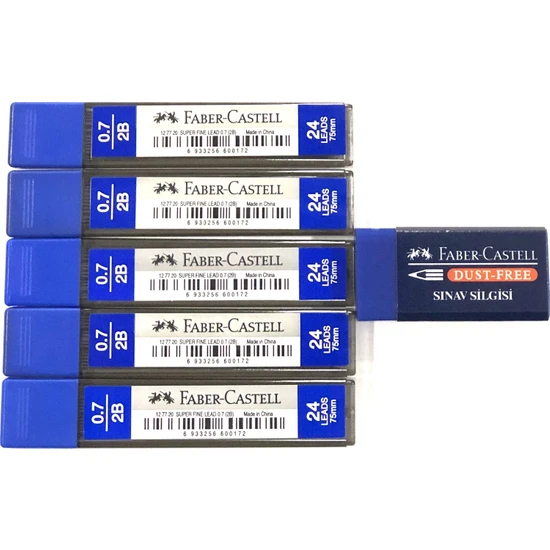 0.7
2B
FABER-CASTELL
12 77 20 SUPER FINE LEAD 0.7 (2B) Made in China
6 933256 600172
24
LEADS
75mm
0.7
2B
FABER-CASTELL
12 77 20 SUPER FINE LEAD 0.7 (2B) Made in China
6 933256 600172
24
LEADS
75mm
0.7
2B
FABER-CASTELL
12 77 20 SUPER FINE LEAD 0.7 (2B) Made in China
6 933256 600172
24
LEADS
75mm
0.7
2B
FABER-CASTELL
12 77 20 SUPER FINE LEAD 0.7 (2B) Made in China
6 933256 600172
24
LEADS
75mm
0.7
2B
FABER-CASTELL
12 77 20 SUPER FINE LEAD 0.7 (2B) Made in China
6 933256 600172
24
LEADS
75mm
FABER-CASTELL
DUST-FREE
SINAV SİLGİSİ